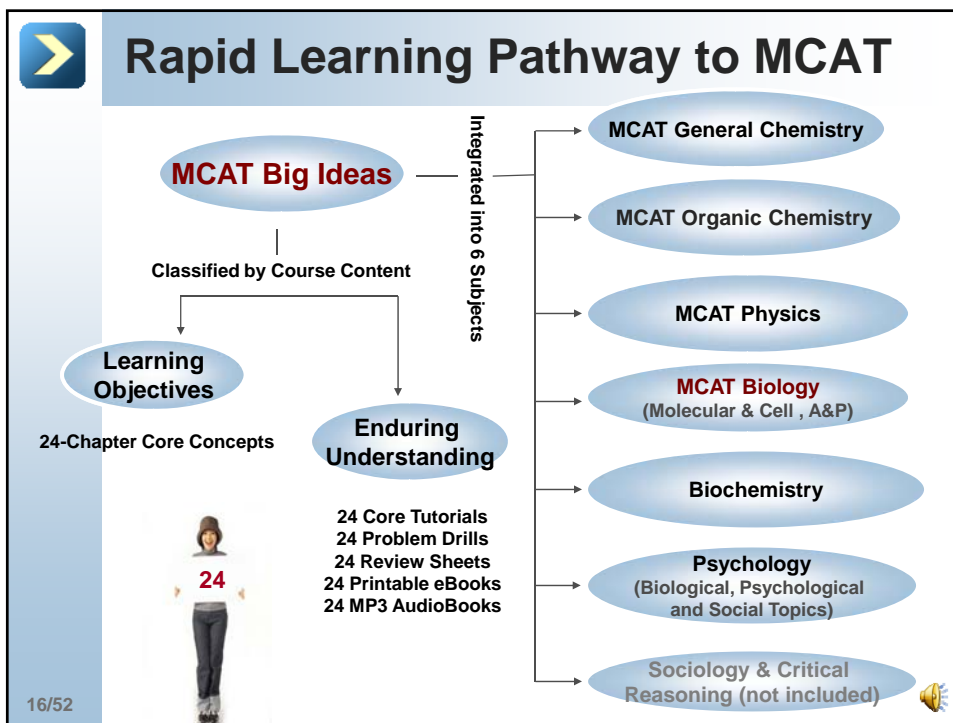 Rapid Learning Pathway to MCAT
MCAT Big Ideas
Classified by Course Content
Learning
Objectives
24-Chapter Core Concepts
Enduring
Understanding
24 Core Tutorials
24 Problem Drills
24 Review Sheets
24 Printable eBooks
24 MP3 AudioBooks
24
Integrated into 6 Subjects
MCAT General Chemistry
MCAT Organic Chemistry
MCAT Physics
MCAT Biology
(Molecular & Cell , A&P)
Biochemistry
Psychology
(Biological, Psychological
and Social Topics)
Sociology & Critical
Reasoning (not included)
16/52